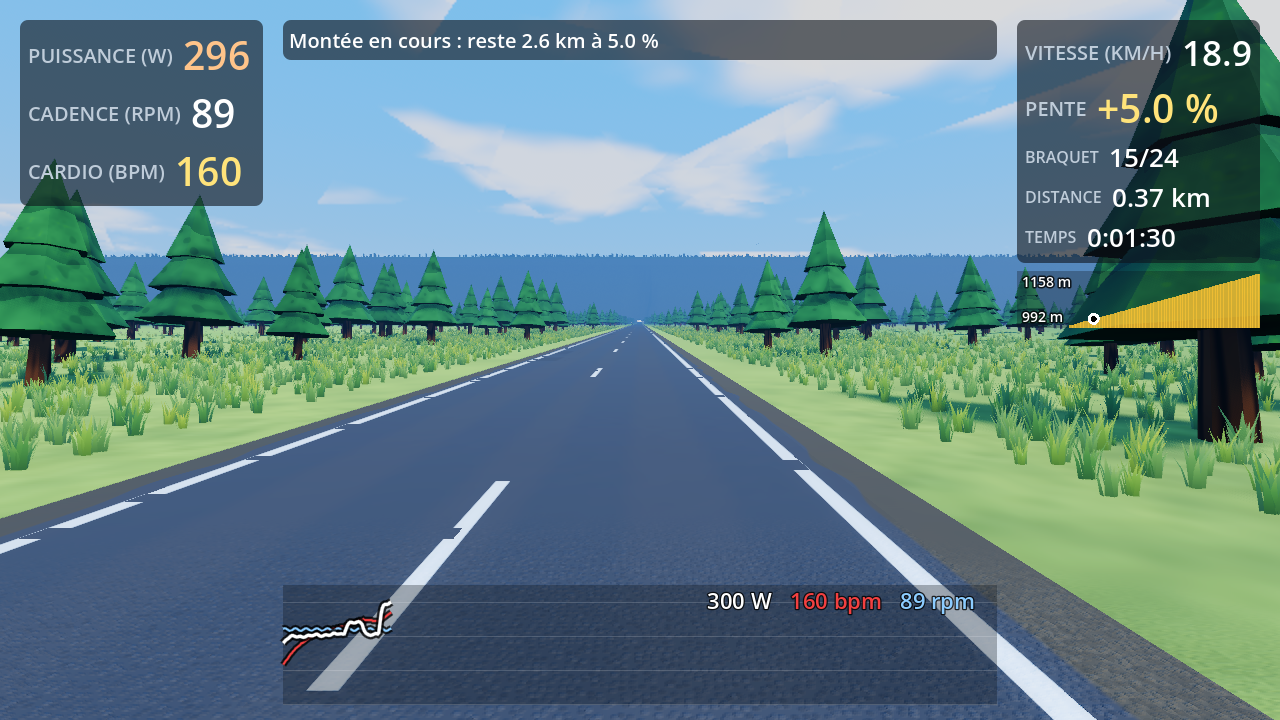 PUISSANCE (W) 296
CADENCE (RPM) 89
CARDIO (BPM) 160
Montée en cours : reste 2.6 km à 5.0 %
VITESSE (KM/H) 18.9
PENTE +5.0 %
BRAQUET 15/24
DISTANCE 0.37 km
TEMPS 0:01:30
1158 m
992 m
300 W 160 bpm 89 rpm